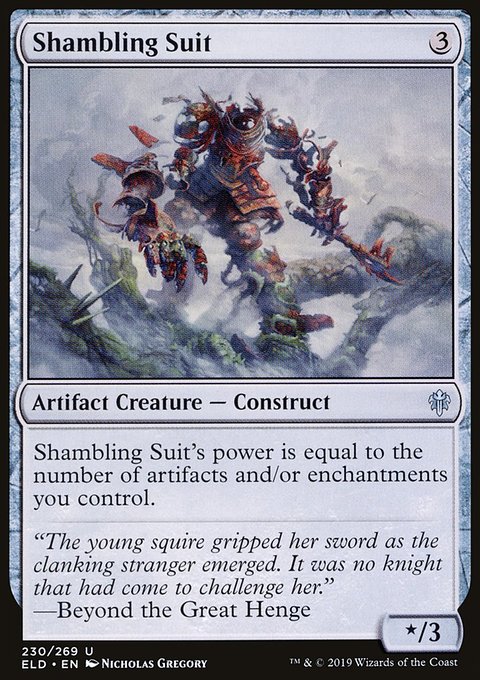 Shambling Suit 3
Artifact Creature — Construct
Shambling Suit's power is equal to the
number of artifacts and/or enchantments
you control.
“The young squire gripped her sword as the
clanking stranger emerged. It was no knight
that had come to challenge her.”
—Beyond the Great Henge
★/3
230/269 U
ELD • EN Nicholas Gregory
™ & © 2019 Wizards of the Coast